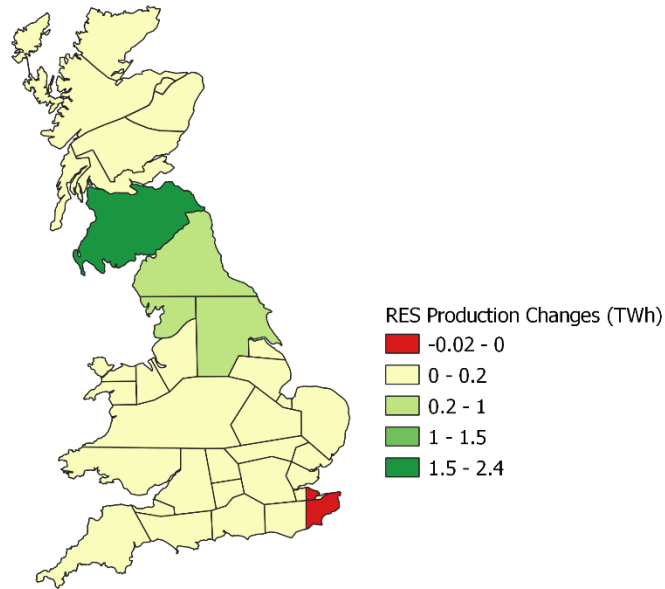 RES Production Changes (TWh)
-0.02 - 0
0 - 0.2
0.2 - 1
1 - 1.5
1.5 - 2.4